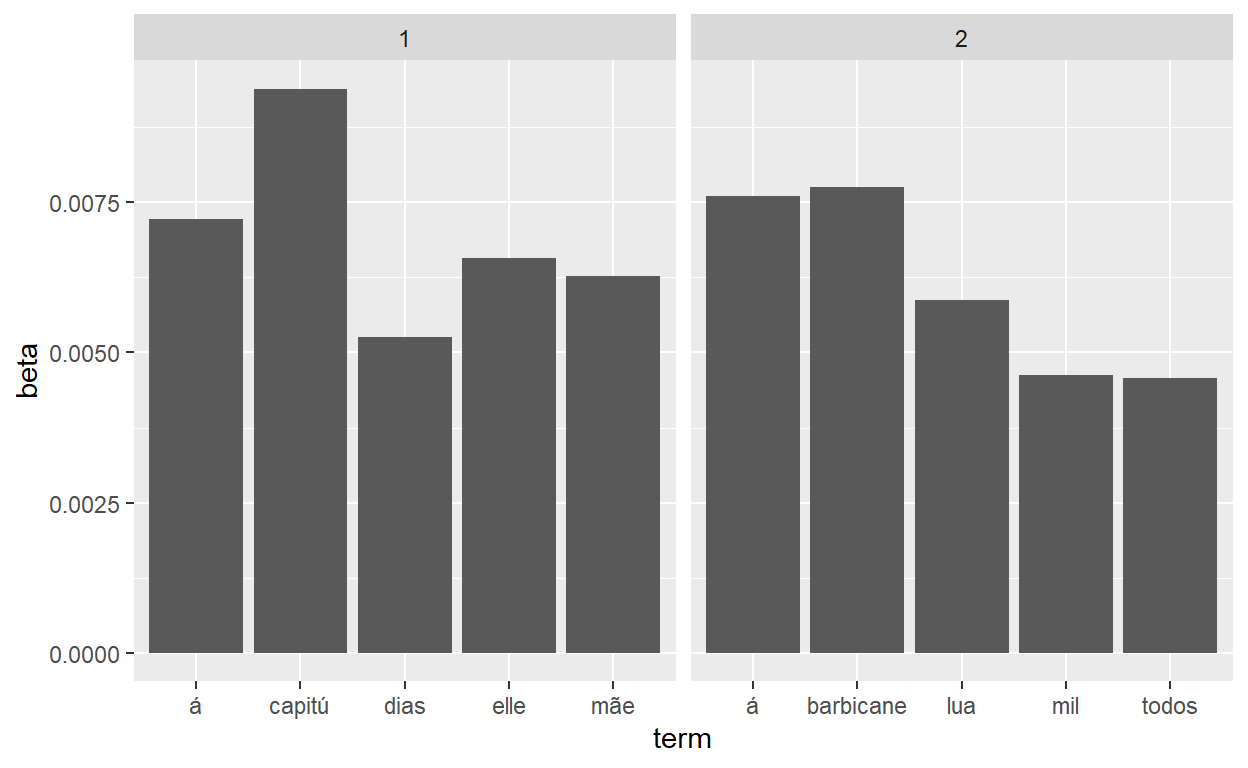 1
2
0.0075
0.0050
0.0025
0.0000
beta
á capitú dias elle mãe
á barbicane lua mil todos
term